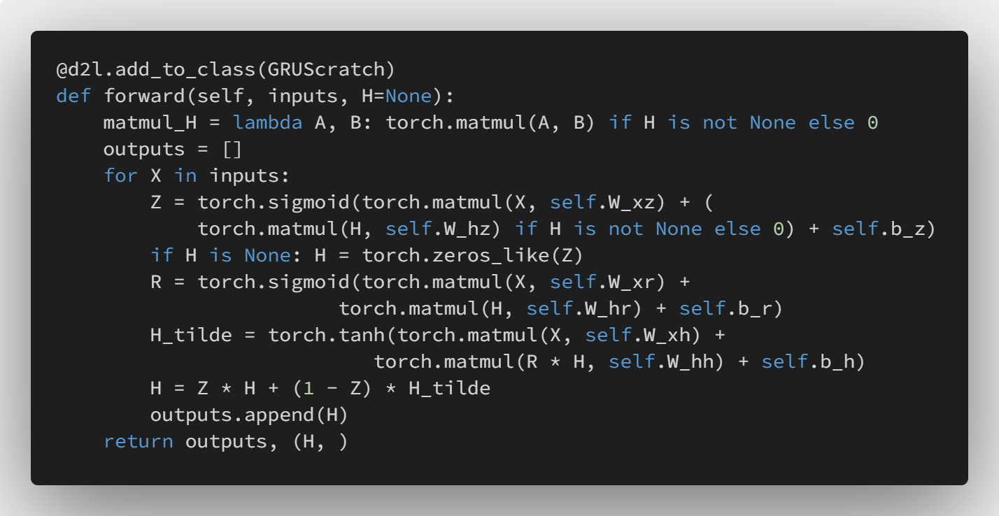 @d2l.add_to_class(GRUScratch)
def forward(self, inputs, H=None):
    matmul_H = lambda A, B: torch.matmul(A, B) if H is not None else 0
    outputs = []
    for X in inputs:
        Z = torch.sigmoid(torch.matmul(X, self.W_xz) + (
            torch.matmul(H, self.W_hz) if H is not None else 0) + self.b_z)
        if H is None: H = torch.zeros_like(Z)
        R = torch.sigmoid(torch.matmul(X, self.W_xr) +
                        torch.matmul(H, self.W_hr) + self.b_r)
        H_tilde = torch.tanh(torch.matmul(X, self.W_xh) +
                           torch.matmul(R * H, self.W_hh) + self.b_h)
        H = Z * H + (1 - Z) * H_tilde
        outputs.append(H)
    return outputs, (H, )